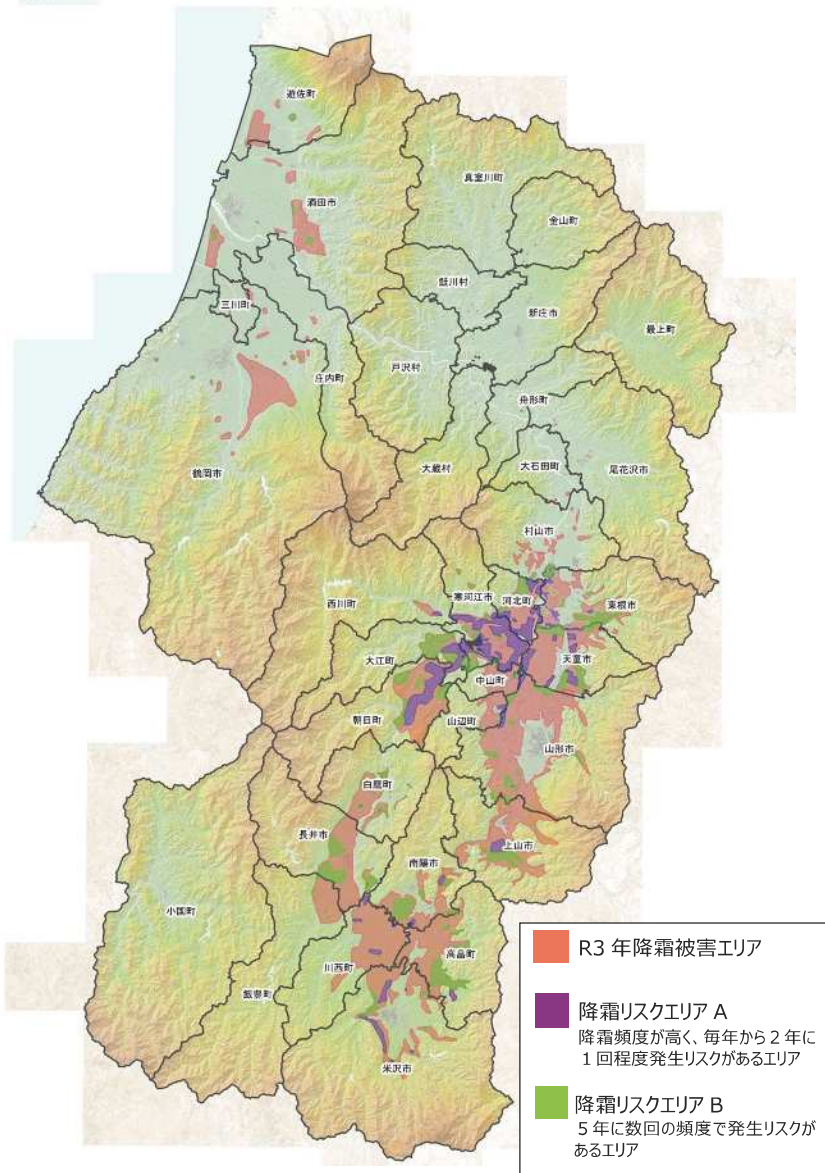 遊佐町
真室川町
酒田市
金山町
鮭川村
三川町
新庄市
最上町
戸沢村
庄内町
舟形町
大蔵村
大石田町
尾花沢市
鶴岡市
村山市
西川町
寒河江市
河北町
東根市
大江町
天童市
中山町
朝日町
山辺町
山形市
白鷹町
長井市
上山市
南陽市
小国町
高畠町
川西町
飯豊町
米沢市
R3 年降霜被害エリア
降霜リスクエリア A
降霜頻度が高く、毎年から 2 年に
1 回程度発生リスクがあるエリア
降霜リスクエリア B
5 年に数回の頻度で発生リスクが
あるエリア